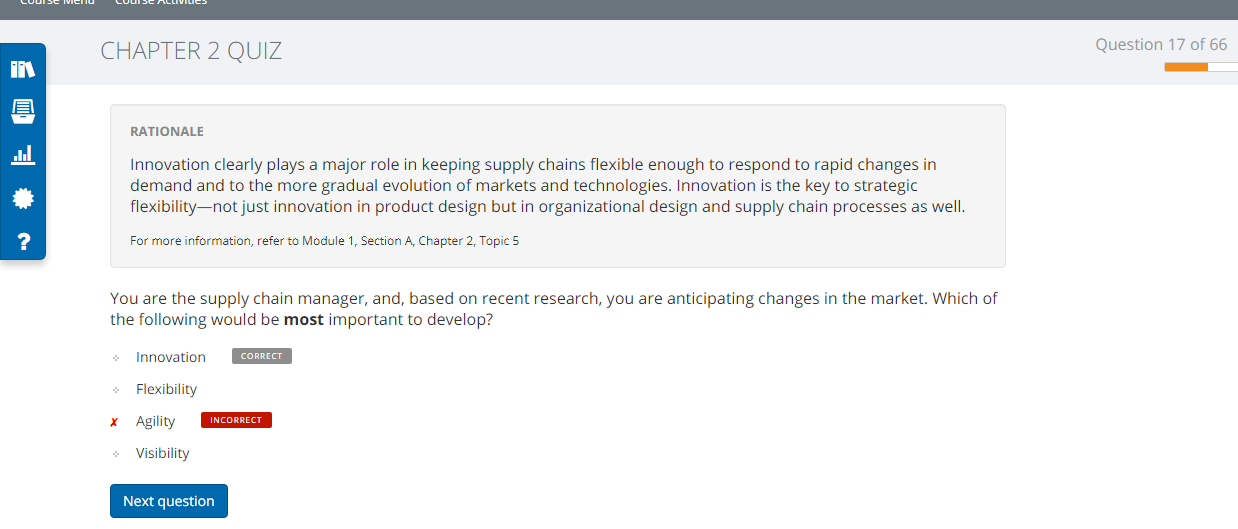 Course Menu Course Activities
CHAPTER 2 QUIZ
Question 17 of 66
RATIONALE
Innovation clearly plays a major role in keeping supply chains flexible enough to respond to rapid changes in
demand and to the more gradual evolution of markets and technologies. Innovation is the key to strategic
flexibility—not just innovation in product design but in organizational design and supply chain processes as well.
For more information, refer to Module 1, Section A, Chapter 2, Topic 5
You are the supply chain manager, and, based on recent research, you are anticipating changes in the market. Which of
the following would be most important to develop?
Innovation CORRECT
Flexibility
✗ Agility INCORRECT
Visibility
Next question
?